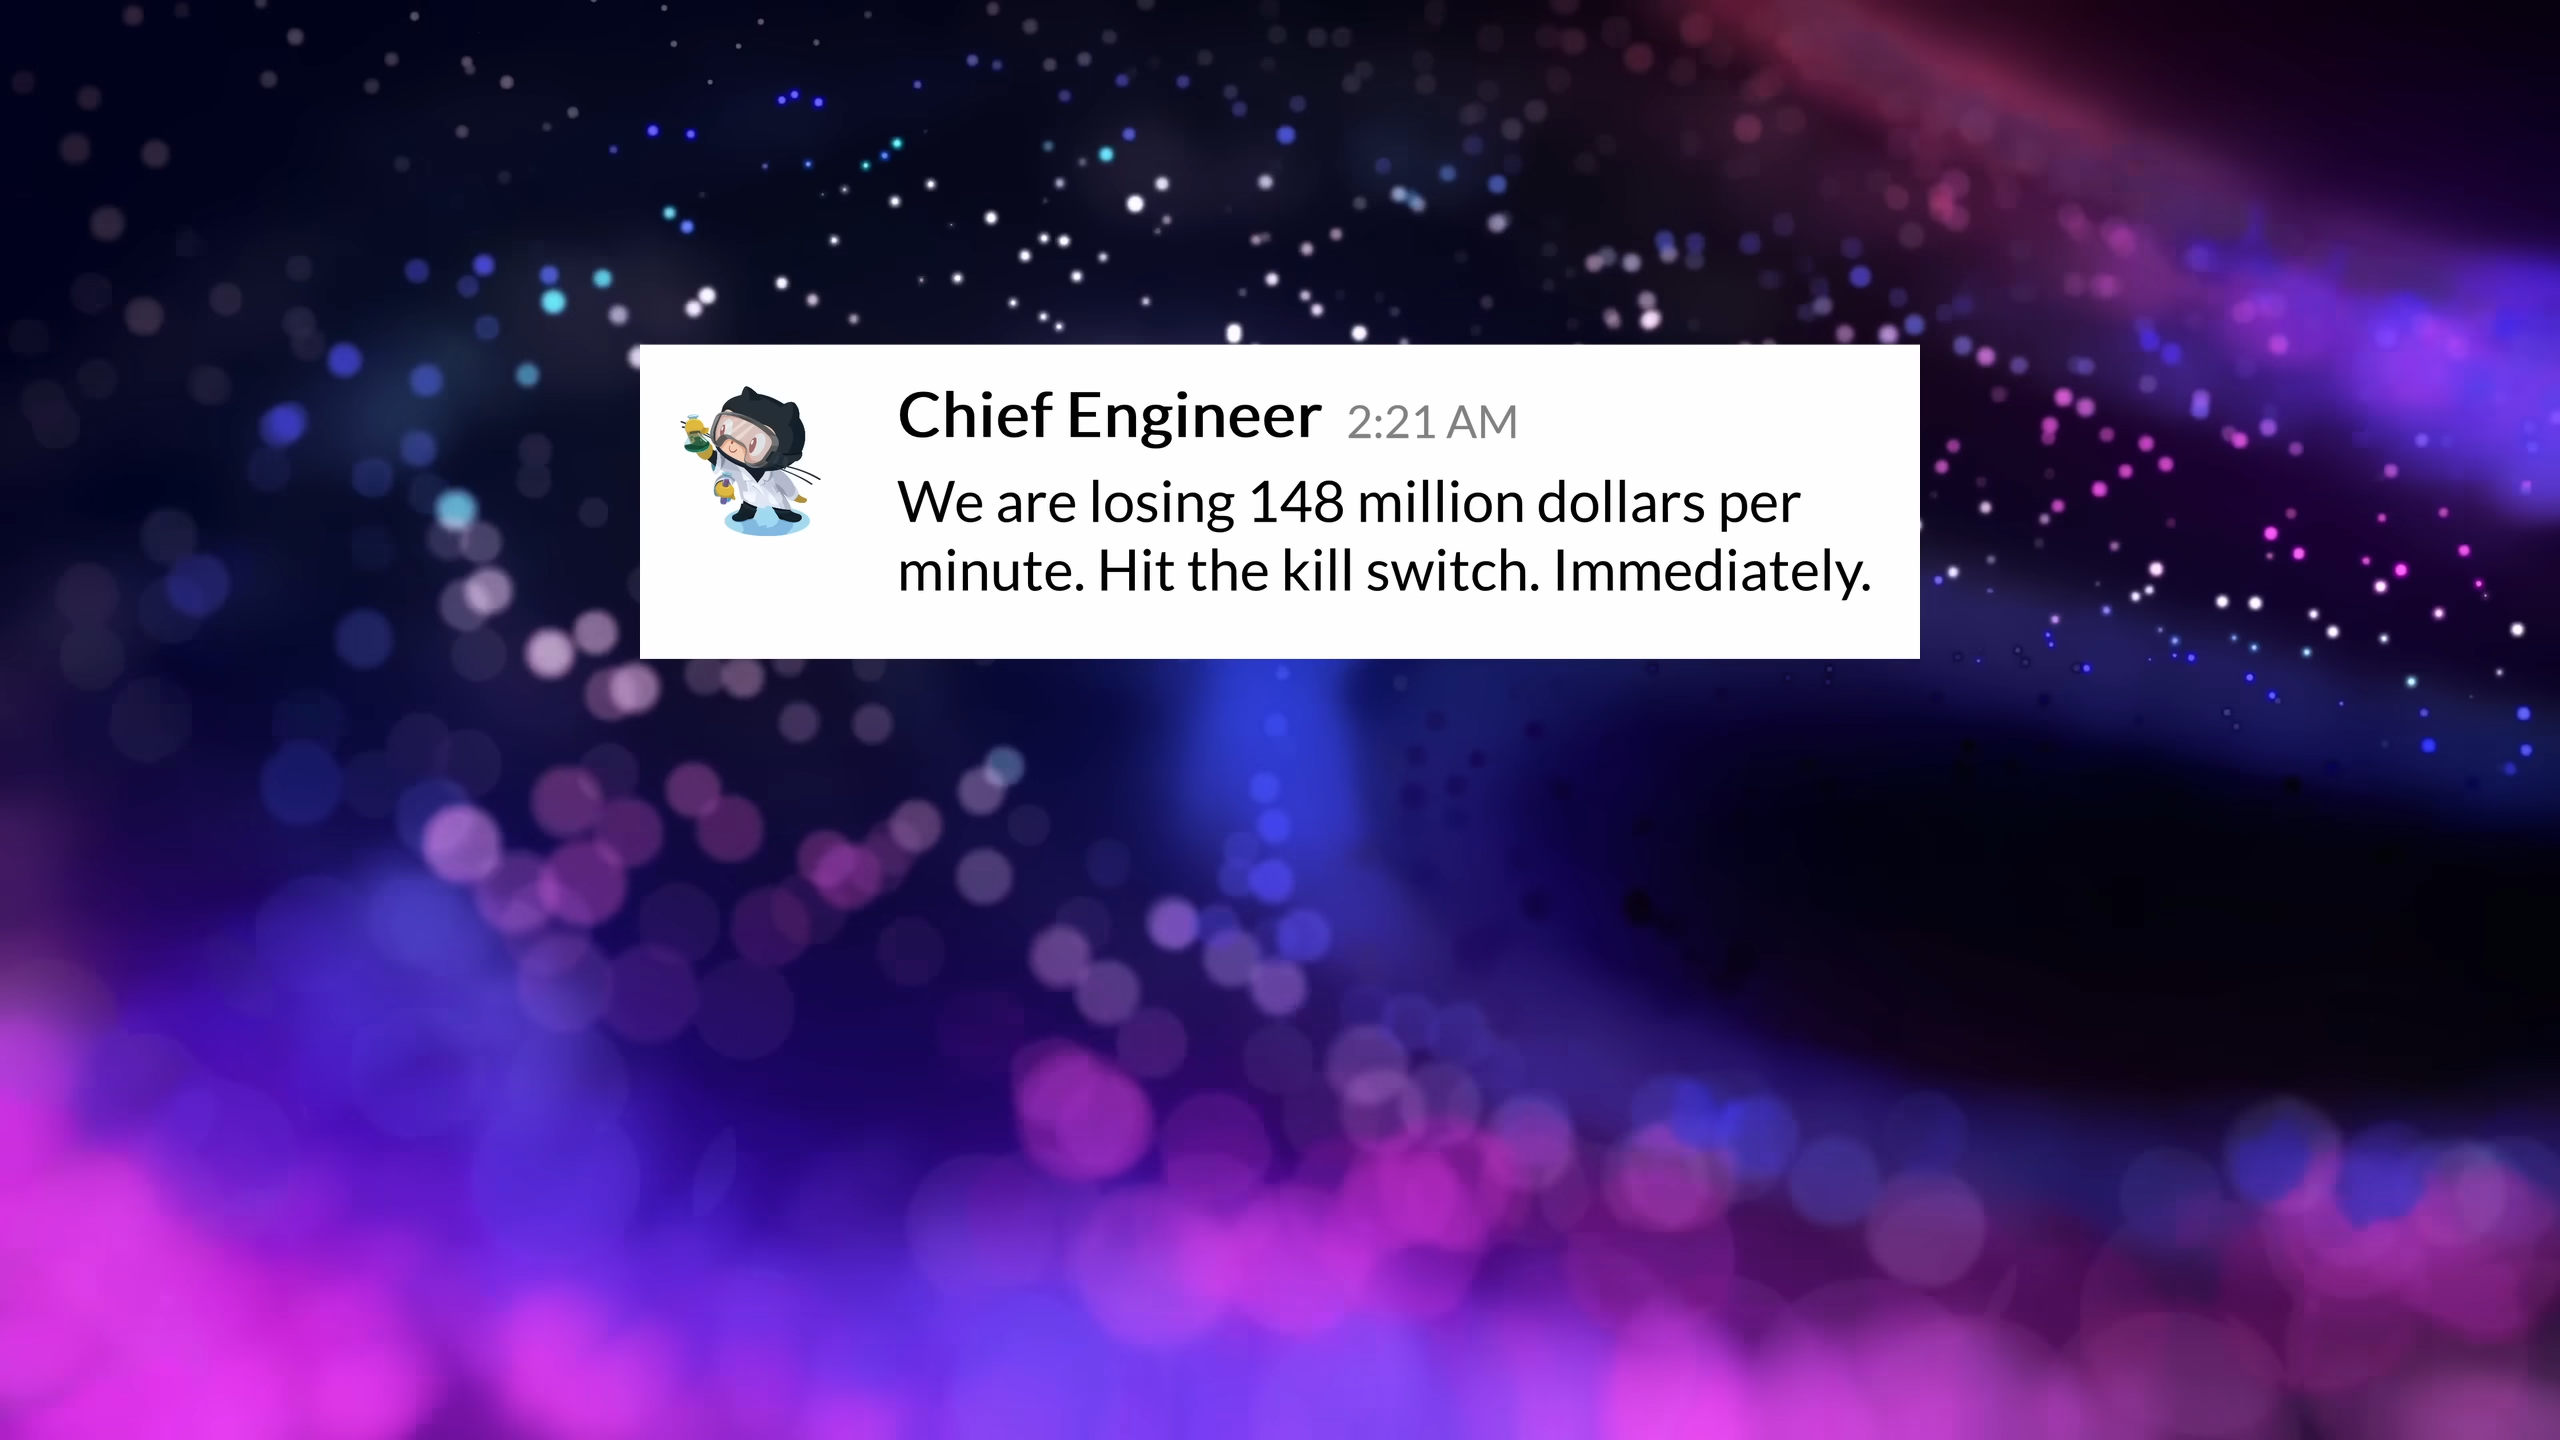 Chief Engineer 2:21 AM
We are losing 148 million dollars per
minute. Hit the kill switch. Immediately.